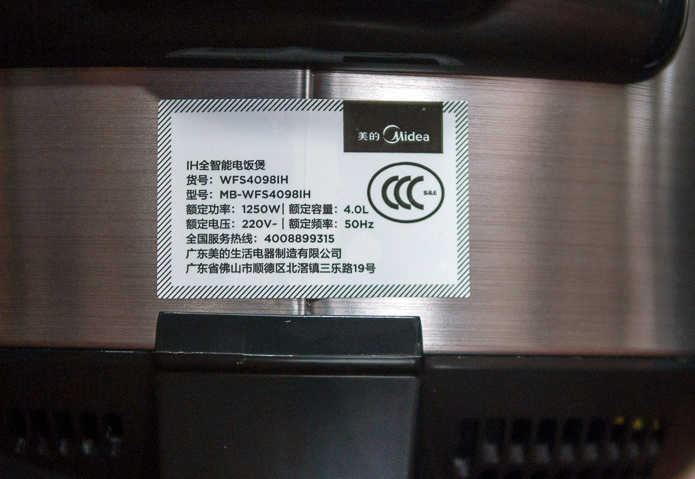 美的 Midea
IH全智能电饭煲
货号：WFS4098IH
型号：MB-WFS4098IH
CCC S&E
额定功率：1250W| 额定容量：4.0L
额定电压：220V~ | 额定频率：50Hz
全国服务热线：4008899315
广东美的生活电器制造有限公司
广东省佛山市顺德区北滘镇三乐路19号